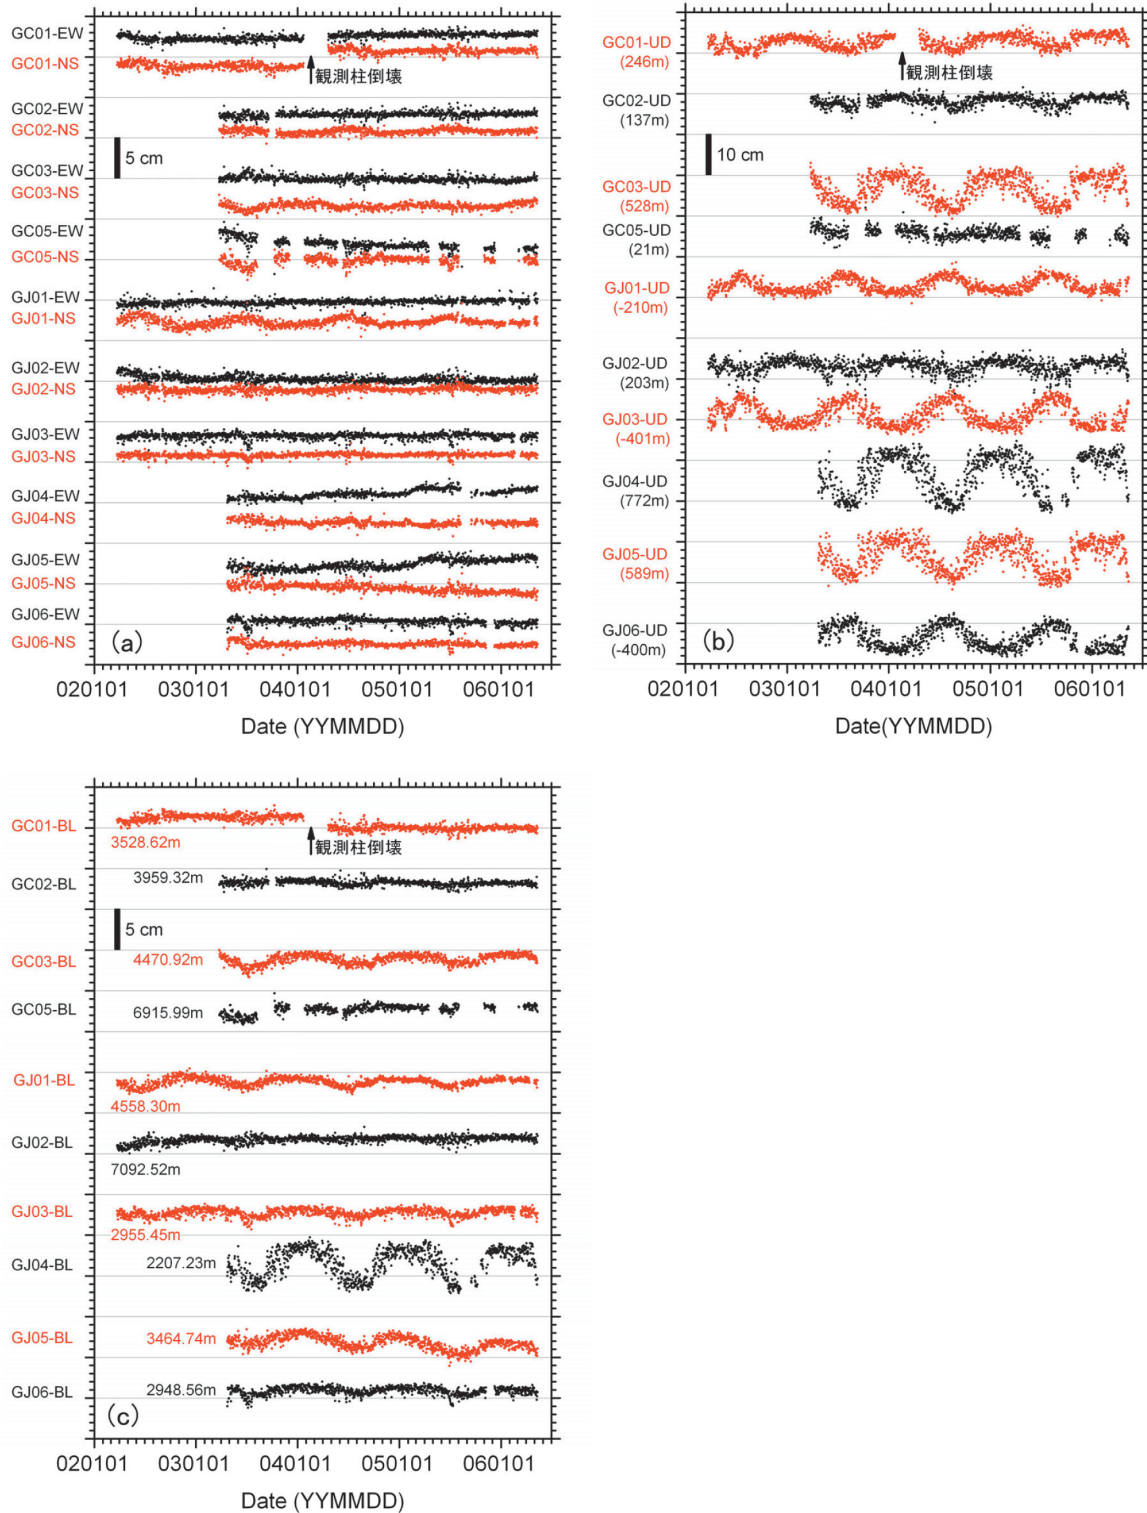 GC01-EW
GC01-NS
観測柱倒壊
GC02-EW
GC02-NS
5 cm
GC03-EW
GC03-NS
GC05-EW
GC05-NS
GJ01-EW
GJ01-NS
GJ02-EW
GJ02-NS
GJ03-EW
GJ03-NS
GJ04-EW
GJ04-NS
GJ05-EW
GJ05-NS
GJ06-EW
GJ06-NS
(a)
020101 030101 040101 050101 060101
Date (YYMMDD)
GC01-UD
(246m)
観測柱倒壊
GC02-UD
(137m)
10 cm
GC03-UD
(528m)
GC05-UD
(21m)
GJ01-UD
(-210m)
GJ02-UD
(203m)
GJ03-UD
(-401m)
GJ04-UD
(772m)
GJ05-UD
(589m)
GJ06-UD
(-400m)
(b)
020101 030101 040101 050101 060101
Date(YYMMDD)
GC01-BL
3528.62m
観測柱倒壊
GC02-BL
3959.32m
5 cm
GC03-BL
4470.92m
GC05-BL
6915.99m
GJ01-BL
4558.30m
GJ02-BL
7092.52m
GJ03-BL
2955.45m
GJ04-BL
2207.23m
GJ05-BL
3464.74m
GJ06-BL
2948.56m
(c)
020101 030101 040101 050101 060101
Date (YYMMDD)